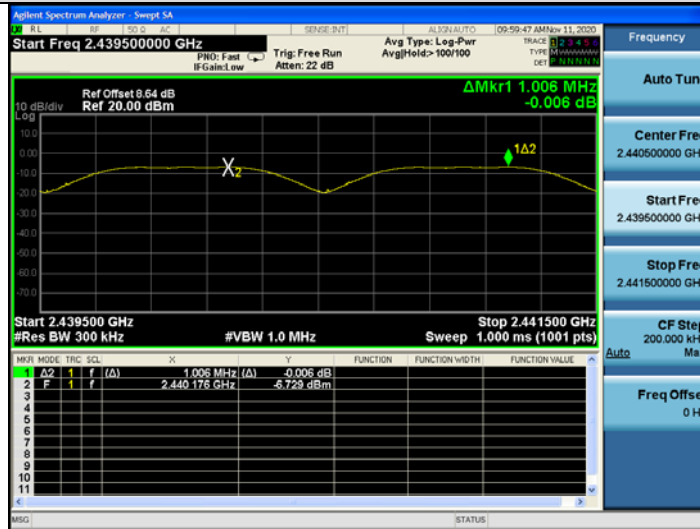 Agilent Spectrum Analyzer - Swept SA
RL RF 50 Ω AC SENSE:INT ALIGN AUTO 09:59:47 AM Nov 11, 2020
Start Freq 2.439500000 GHz
PNO: Fast
IFGain:Low
Trig: Free Run
Atten: 22 dB
Avg Type: Log-Pwr
Avg|Hold:> 100/100
TRACE 1 2 3 4 5 6
TYPE M
DET P N N N N N
Ref Offset 8.64 dB
Ref 20.00 dBm
10 dB/div
Log
ΔMkr1 1.006 MHz
-0.006 dB
10.0
0.00
-10.0
-20.0
-30.0
-40.0
-50.0
-60.0
-70.0
X2
1Δ2
Start 2.439500 GHz Stop 2.441500 GHz
#Res BW 300 kHz #VBW 1.0 MHz Sweep 1.000 ms (1001 pts)
MKR MODE TRC SCL X Y FUNCTION FUNCTION WIDTH FUNCTION VALUE
1 Δ2 1 f (Δ) 1.006 MHz (Δ) -0.006 dB
2 F 1 f 2.440 176 GHz -6.729 dBm
3
4
5
6
7
8
9
10
11
MSG STATUS
Frequency
Auto Tun
Center Fre
2.440500000 GH
Start Fre
2.439500000 GH
Stop Fre
2.441500000 GH
CF Ste
200.000 kH
Auto Ma
Freq Offse
0 H